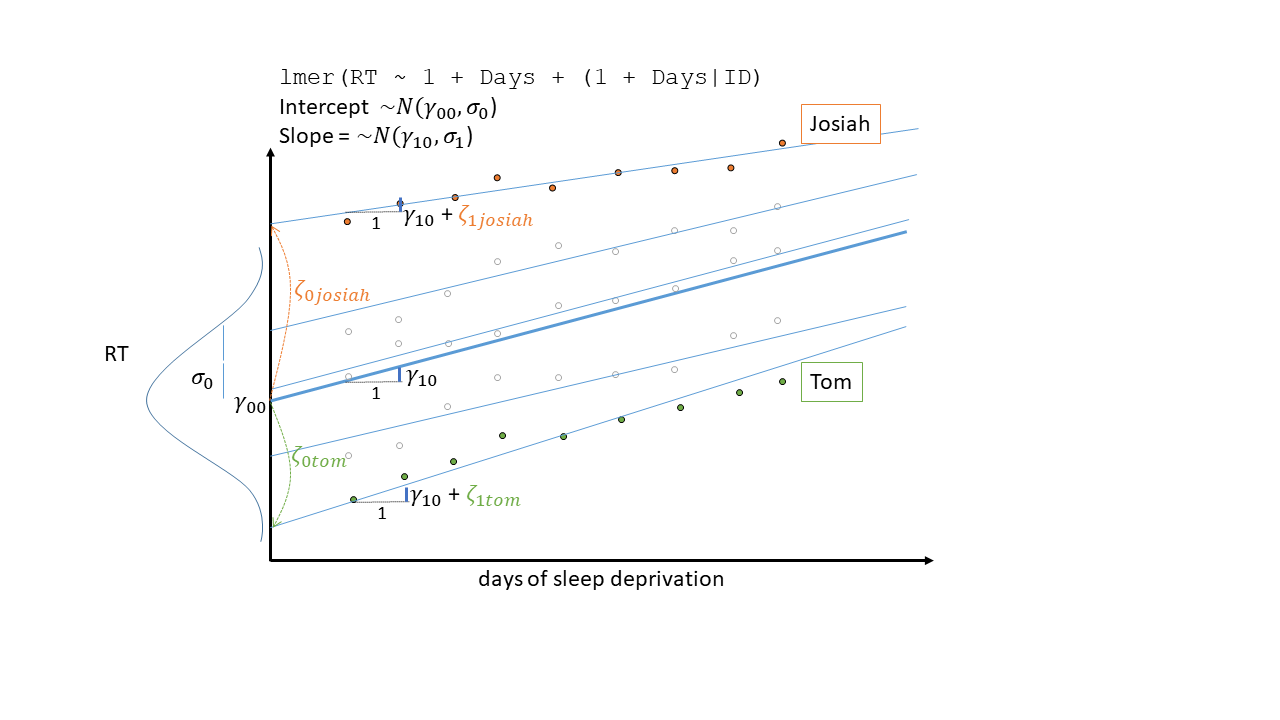 lmer(RT ~ 1 + Days + (1 + Days|ID)
Intercept ~N(γ₀₀, σ₀)
Slope = ~N(γ₁₀, σ₁)
Josiah
1
γ₁₀ + ζ₁josiah
ζ₀josiah
RT
σ₀
γ₁₀
1
γ₀₀
Tom
ζ₀tom
γ₁₀ + ζ₁tom
1
days of sleep deprivation